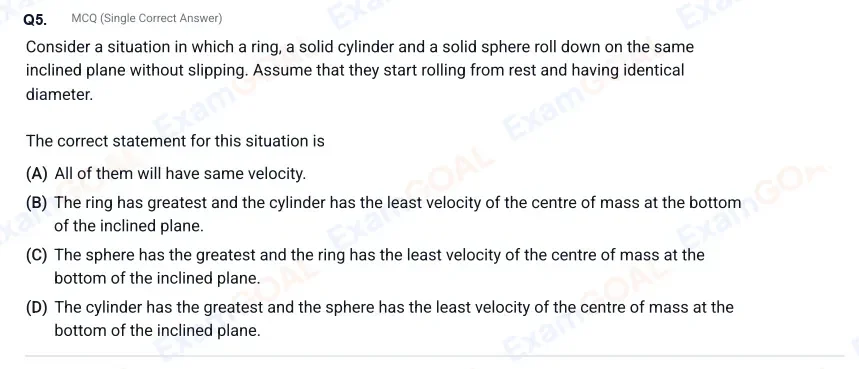 Q5. MCQ (Single Correct Answer)
Consider a situation in which a ring, a solid cylinder and a solid sphere roll down on the same
inclined plane without slipping. Assume that they start rolling from rest and having identical
diameter.
The correct statement for this situation is
(A) All of them will have same velocity.
(B) The ring has greatest and the cylinder has the least velocity of the centre of mass at the bottom
of the inclined plane.
(C) The sphere has the greatest and the ring has the least velocity of the centre of mass at the
bottom of the inclined plane.
(D) The cylinder has the greatest and the sphere has the least velocity of the centre of mass at the
bottom of the inclined plane.
ExamGOAL
ExamGOAL
ExamGOAL
ExamGOAL